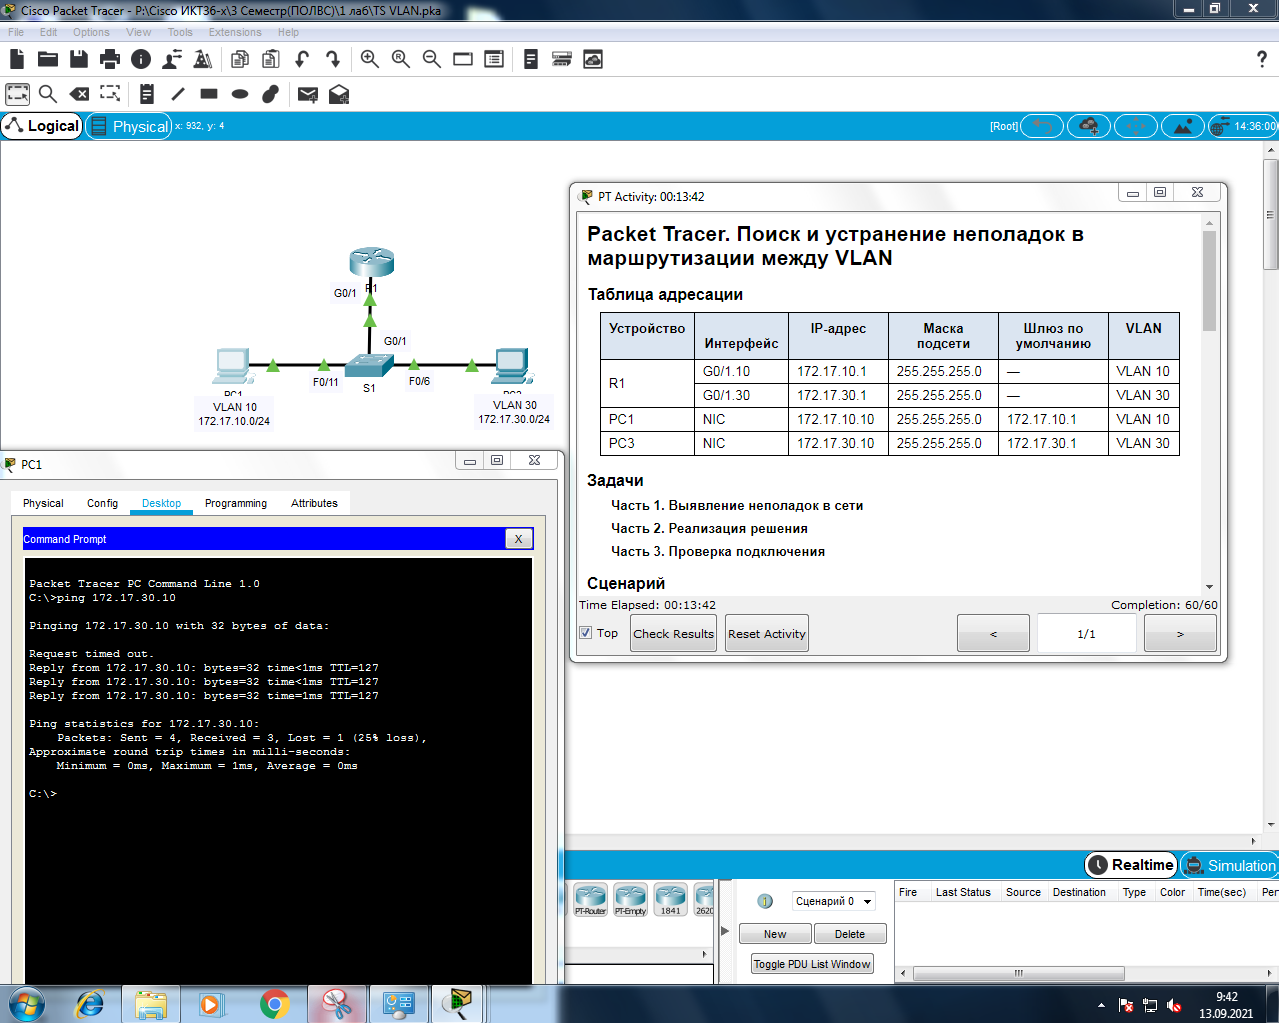 Cisco Packet Tracer - P:\Cisco ИКТЗ6-x\3 Семестр(ПОЛВС)\1 лаб\TS VLAN.pka
File Edit Options View Tools Extensions Help
Logical Physical x: 932, y: 4 [Root] 14:36:00
G0/1
G0/1
F0/11 S1 F0/6
VLAN 10
172.17.10.0/24
VLAN 30
172.17.30.0/24
PT Activity: 00:13:42
Packet Tracer. Поиск и устранение неполадок в
маршрутизации между VLAN
Таблица адресации
Устройство Интерфейс IP-адрес Маска подсети Шлюз по умолчанию VLAN
R1 G0/1.10 172.17.10.1 255.255.255.0 — VLAN 10
G0/1.30 172.17.30.1 255.255.255.0 — VLAN 30
PC1 NIC 172.17.10.10 255.255.255.0 172.17.10.1 VLAN 10
PC3 NIC 172.17.30.10 255.255.255.0 172.17.30.1 VLAN 30
Задачи
Часть 1. Выявление неполадок в сети
Часть 2. Реализация решения
Часть 3. Проверка подключения
Сценарий
Time Elapsed: 00:13:42 Completion: 60/60
Top Check Results Reset Activity < 1/1 >
PC1
Physical Config Desktop Programming Attributes
Command Prompt X
Packet Tracer PC Command Line 1.0
C:\>ping 172.17.30.10
Pinging 172.17.30.10 with 32 bytes of data:
Request timed out.
Reply from 172.17.30.10: bytes=32 time<1ms TTL=127
Reply from 172.17.30.10: bytes=32 time<1ms TTL=127
Reply from 172.17.30.10: bytes=32 time=1ms TTL=127
Ping statistics for 172.17.30.10:
Packets: Sent = 4, Received = 3, Lost = 1 (25% loss),
Approximate round trip times in milli-seconds:
Minimum = 0ms, Maximum = 1ms, Average = 0ms
C:\>
Realtime Simulation
PT-Router PT-Empty 1841 2620
Сценарий 0
New Delete
Toggle PDU List Window
Fire Last Status Source Destination Type Color Time(sec) Per
9:42
13.09.2021